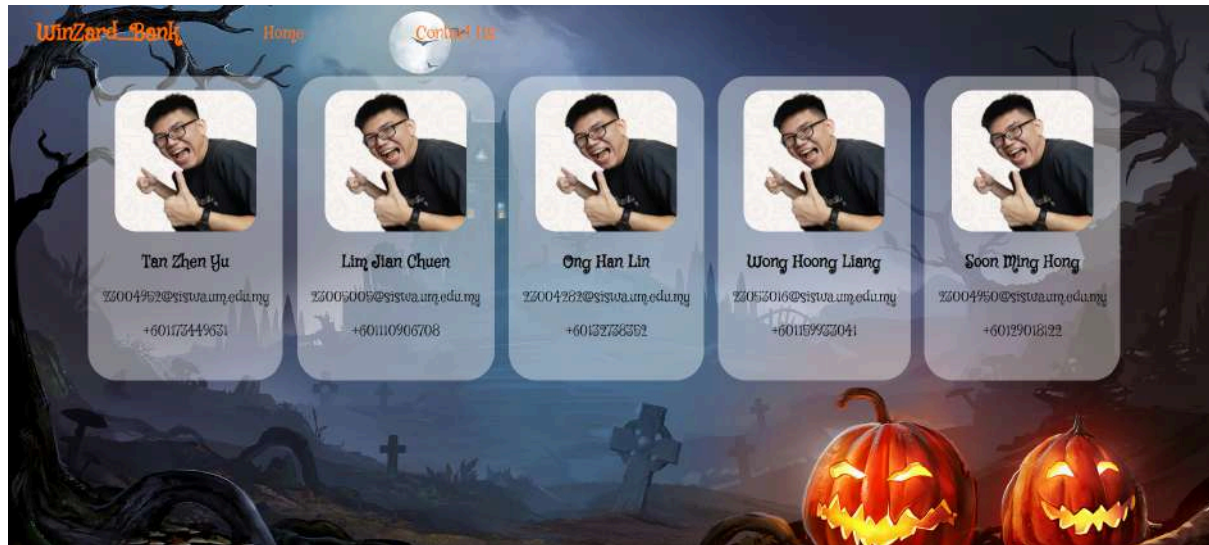 WinZard_Bank Home Contact Us
Tan Zhen Yu
23004952@siswa.um.edu.my
+601173449631
Lim Jian Chuen
23005005@siswa.um.edu.my
+601110906708
Ong Han Lin
23004282@siswa.um.edu.my
+60132738352
Wong Hoong Liang
23053016@siswa.um.edu.my
+601159933041
Soon Ming Hong
23004950@siswa.um.edu.my
+60129018122